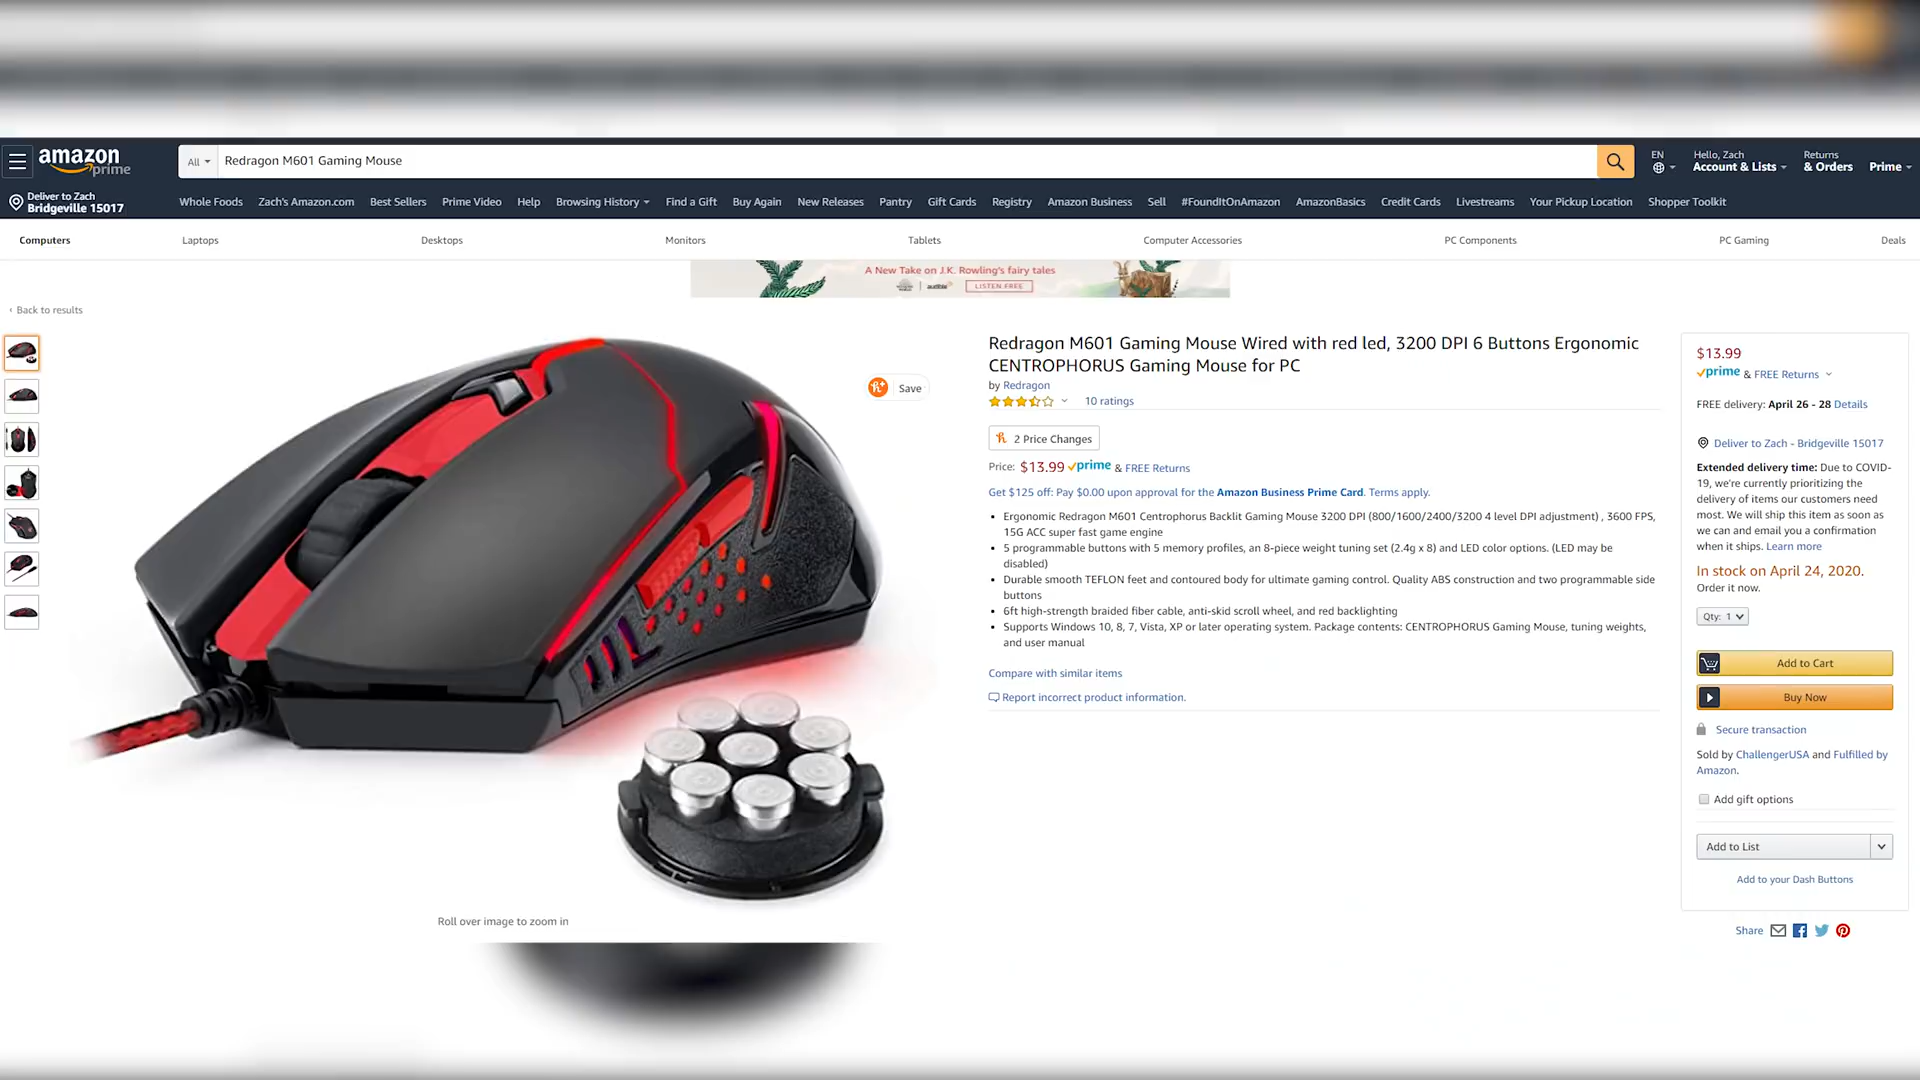 amazon
prime
All
Redragon M601 Gaming Mouse
EN
Hello, Zach
Account & Lists
Returns
& Orders
Prime
Deliver to Zach
Bridgeville 15017
Whole Foods
Zach's Amazon.com
Best Sellers
Prime Video
Help
Browsing History
Find a Gift
Buy Again
New Releases
Pantry
Gift Cards
Registry
Amazon Business
Sell
#FoundItOnAmazon
AmazonBasics
Credit Cards
Livestreams
Your Pickup Location
Shopper Toolkit
Computers
Laptops
Desktops
Monitors
Tablets
Computer Accessories
PC Components
PC Gaming
Deals
A New Take on J.K. Rowling's fairy tales
audible
LISTEN FREE
‹ Back to results
Save
Roll over image to zoom in
Redragon M601 Gaming Mouse Wired with red led, 3200 DPI 6 Buttons Ergonomic
CENTROPHORUS Gaming Mouse for PC
by Redragon
10 ratings
2 Price Changes
Price: $13.99 prime & FREE Returns
Get $125 off: Pay $0.00 upon approval for the Amazon Business Prime Card. Terms apply.
• Ergonomic Redragon M601 Centrophorus Backlit Gaming Mouse 3200 DPI (800/1600/2400/3200 4 level DPI adjustment) , 3600 FPS,
15G ACC super fast game engine
• 5 programmable buttons with 5 memory profiles, an 8-piece weight tuning set (2.4g x 8) and LED color options. (LED may be
disabled)
• Durable smooth TEFLON feet and contoured body for ultimate gaming control. Quality ABS construction and two programmable side
buttons
• 6ft high-strength braided fiber cable, anti-skid scroll wheel, and red backlighting
• Supports Windows 10, 8, 7, Vista, XP or later operating system. Package contents: CENTROPHORUS Gaming Mouse, tuning weights,
and user manual
Compare with similar items
Report incorrect product information.
$13.99
prime & FREE Returns
FREE delivery: April 26 - 28 Details
Deliver to Zach - Bridgeville 15017
Extended delivery time: Due to COVID-
19, we're currently prioritizing the
delivery of items our customers need
most. We will ship this item as soon as
we can and email you a confirmation
when it ships. Learn more
In stock on April 24, 2020.
Order it now.
Qty: 1
Add to Cart
Buy Now
Secure transaction
Sold by ChallengerUSA and Fulfilled by
Amazon.
Add gift options
Add to List
Add to your Dash Buttons
Share